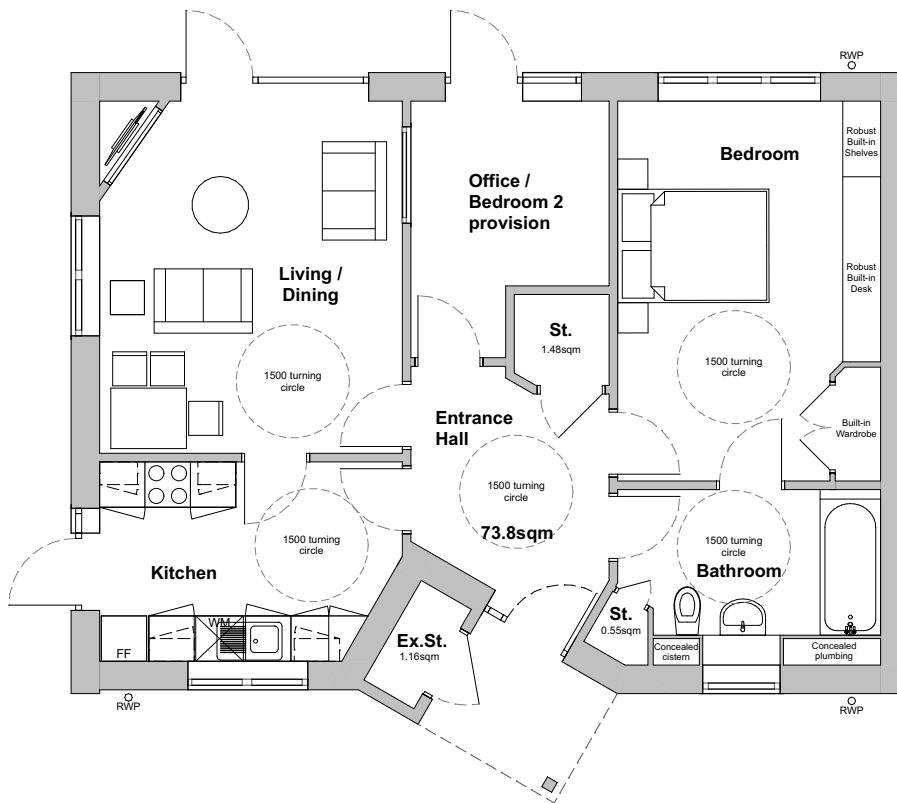 RWP
Robust
Built-in
Shelves
Bedroom
Office /
Bedroom 2
provision
Robust
Built-in
Desk
Living /
Dining
St.
1.48sqm
1500 turning
circle
1500 turning
circle
Entrance
Hall
Built-in
Wardrobe
1500 turning
circle
73.8sqm
1500 turning
circle
Kitchen
1500 turning
circle
Bathroom
WM
FF
Ex.St.
1.16sqm
St.
0.55sqm
Concealed
cistern
Concealed
plumbing
RWP
RWP